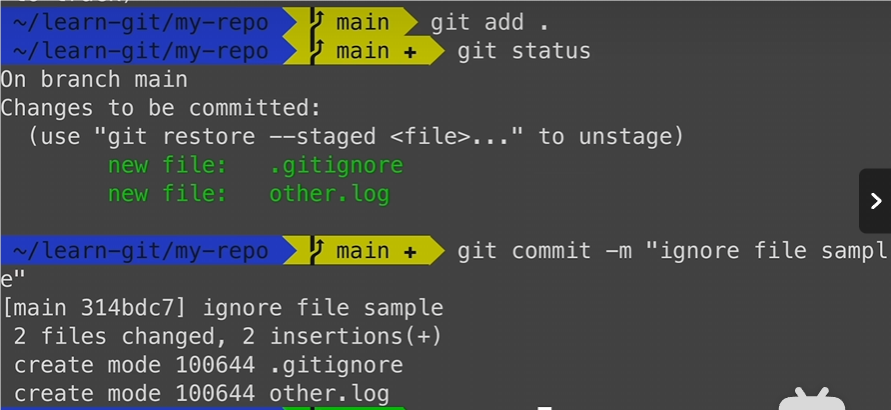 ~/learn-git/my-repo main git add .
~/learn-git/my-repo main + git status
On branch main
Changes to be committed:
  (use "git restore --staged <file>..." to unstage)
        new file:   .gitignore
        new file:   other.log
~/learn-git/my-repo main + git commit -m "ignore file sampl
e"
[main 314bdc7] ignore file sample
 2 files changed, 2 insertions(+)
 create mode 100644 .gitignore
 create mode 100644 other.log